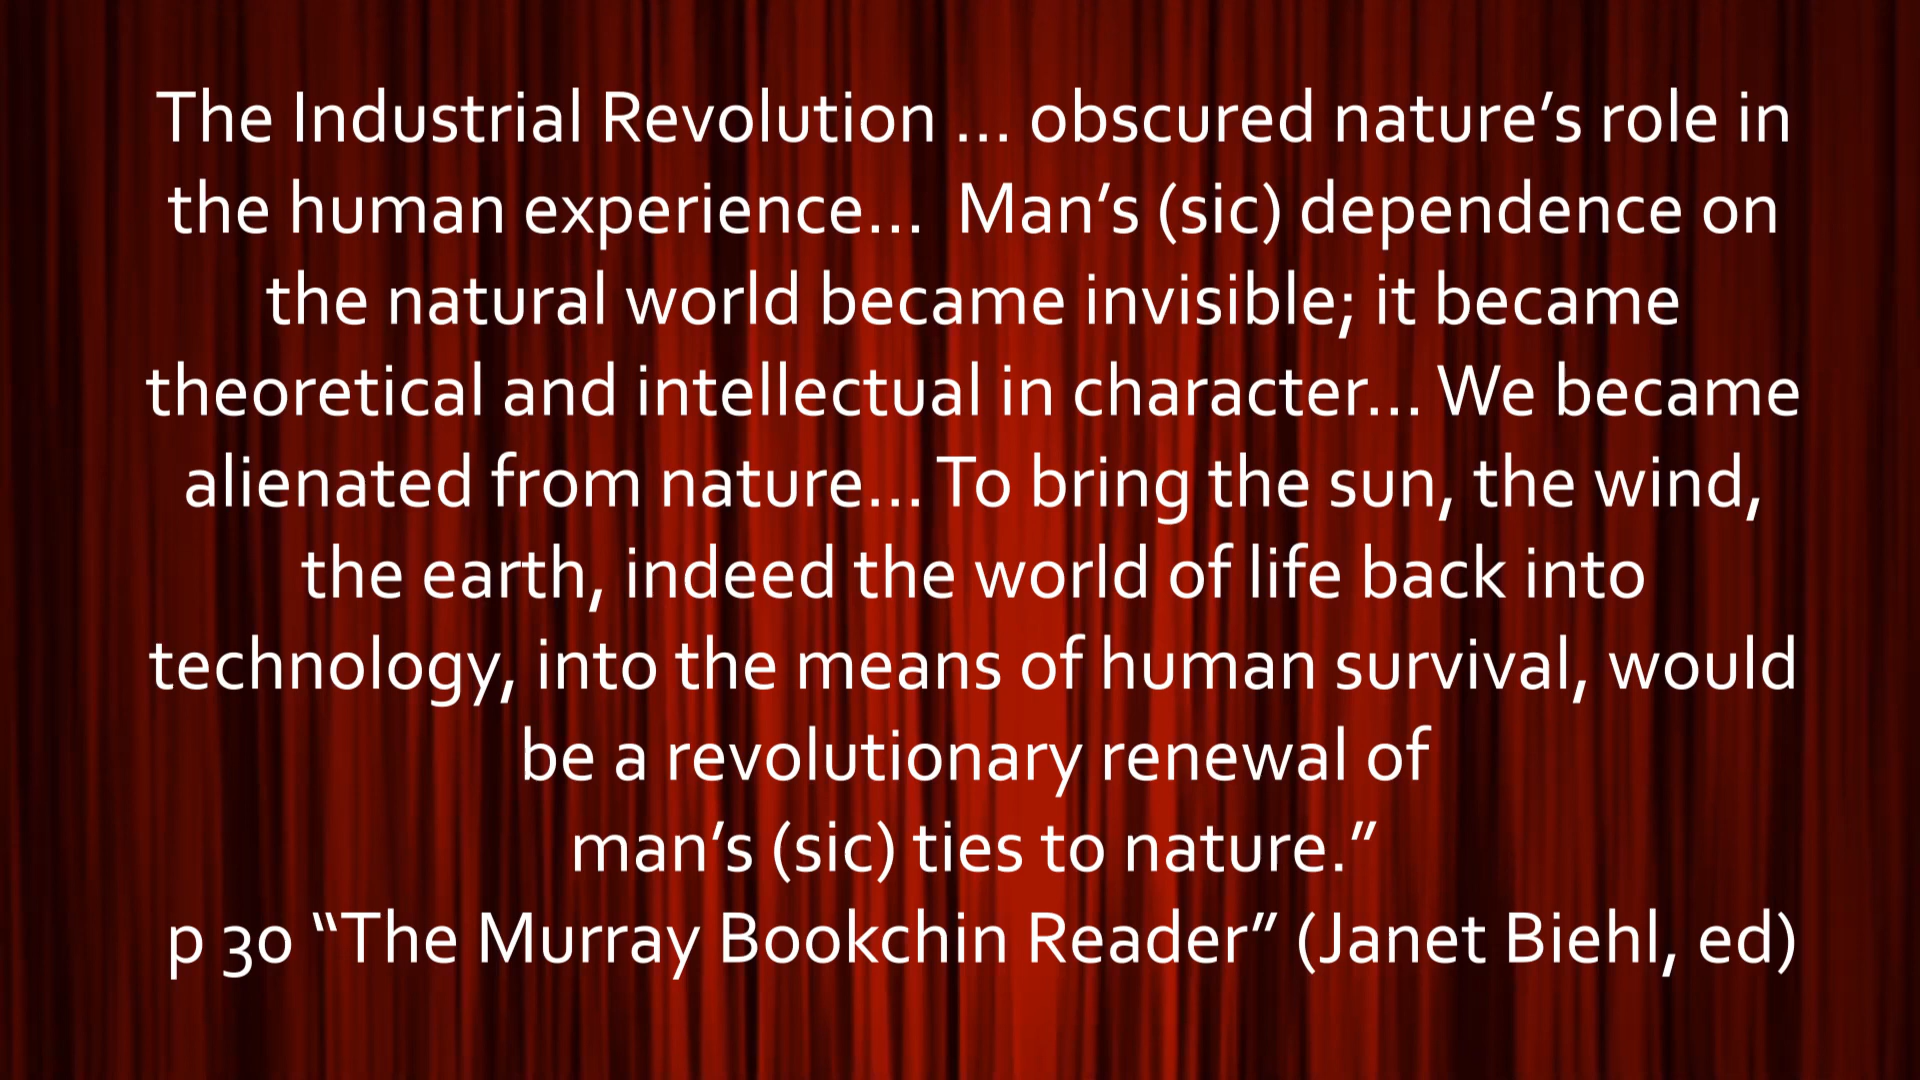 The Industrial Revolution ... obscured nature’s role in
the human experience...  Man’s (sic) dependence on
the natural world became invisible; it became
theoretical and intellectual in character... We became
alienated from nature... To bring the sun, the wind,
the earth, indeed the world of life back into
technology, into the means of human survival, would
be a revolutionary renewal of
man’s (sic) ties to nature.”
p 30 “The Murray Bookchin Reader” (Janet Biehl, ed)